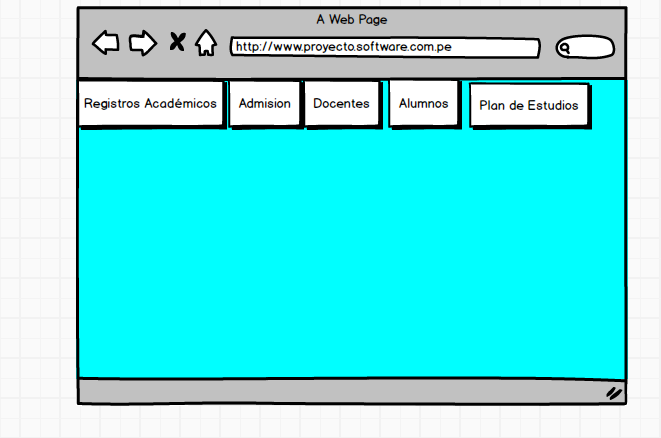 A Web Page
http://www.proyecto.software.com.pe
Registros Académicos
Admision
Docentes
Alumnos
Plan de Estudios